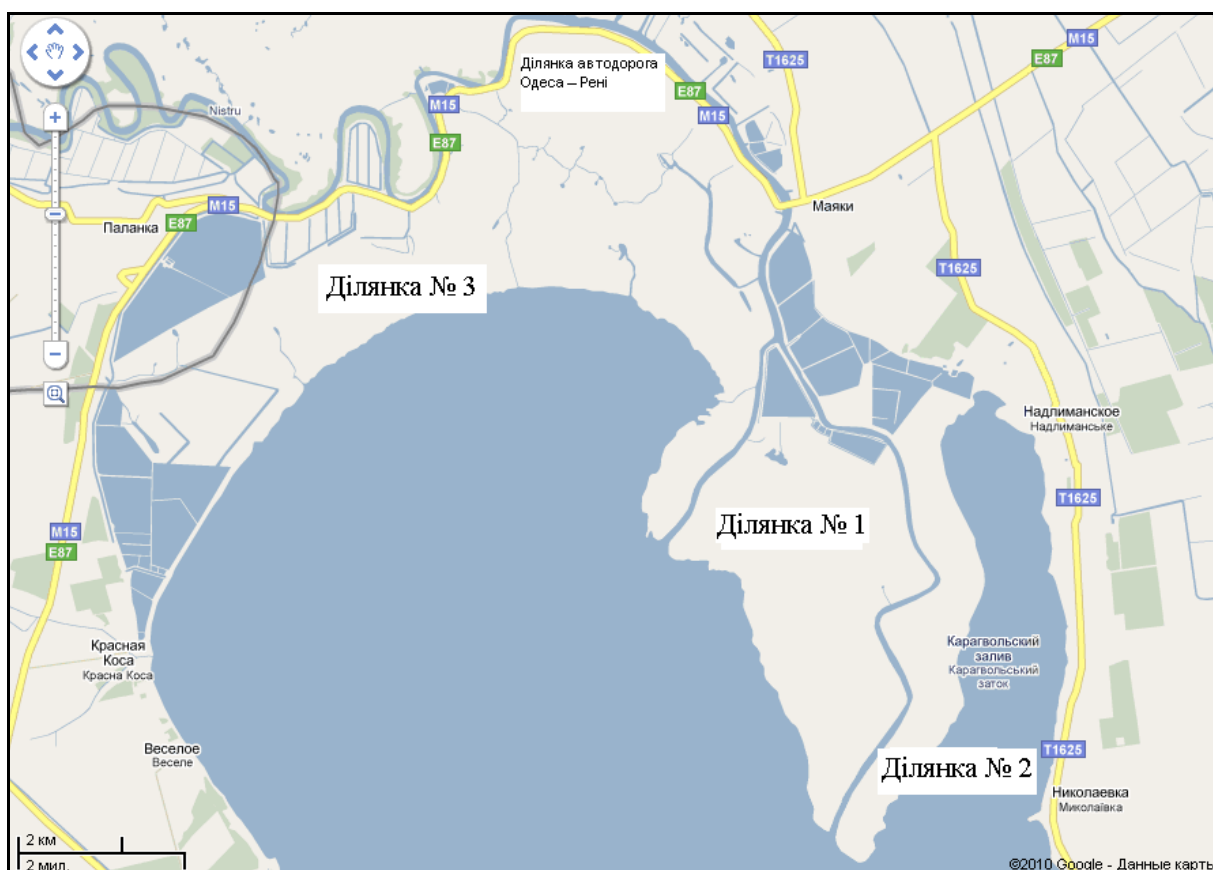 M15
E87
T1625
Ділянка автодорога
Одеса – Рені
E87
M15
M15
E87
Nistru
M15
E87
Паланка
Маяки
T1625
Ділянка № 3
Надлиманское
Надлиманське
T1625
Ділянка № 1
M15
E87
Красная
Коса
Красна Коса
Карагвольский
залив
Карагвольський
заток
Веселое
Веселе
T1625
Ділянка № 2
Николаевка
Миколаївка
2 км
2 мил.
©2010 Google - Данные карты